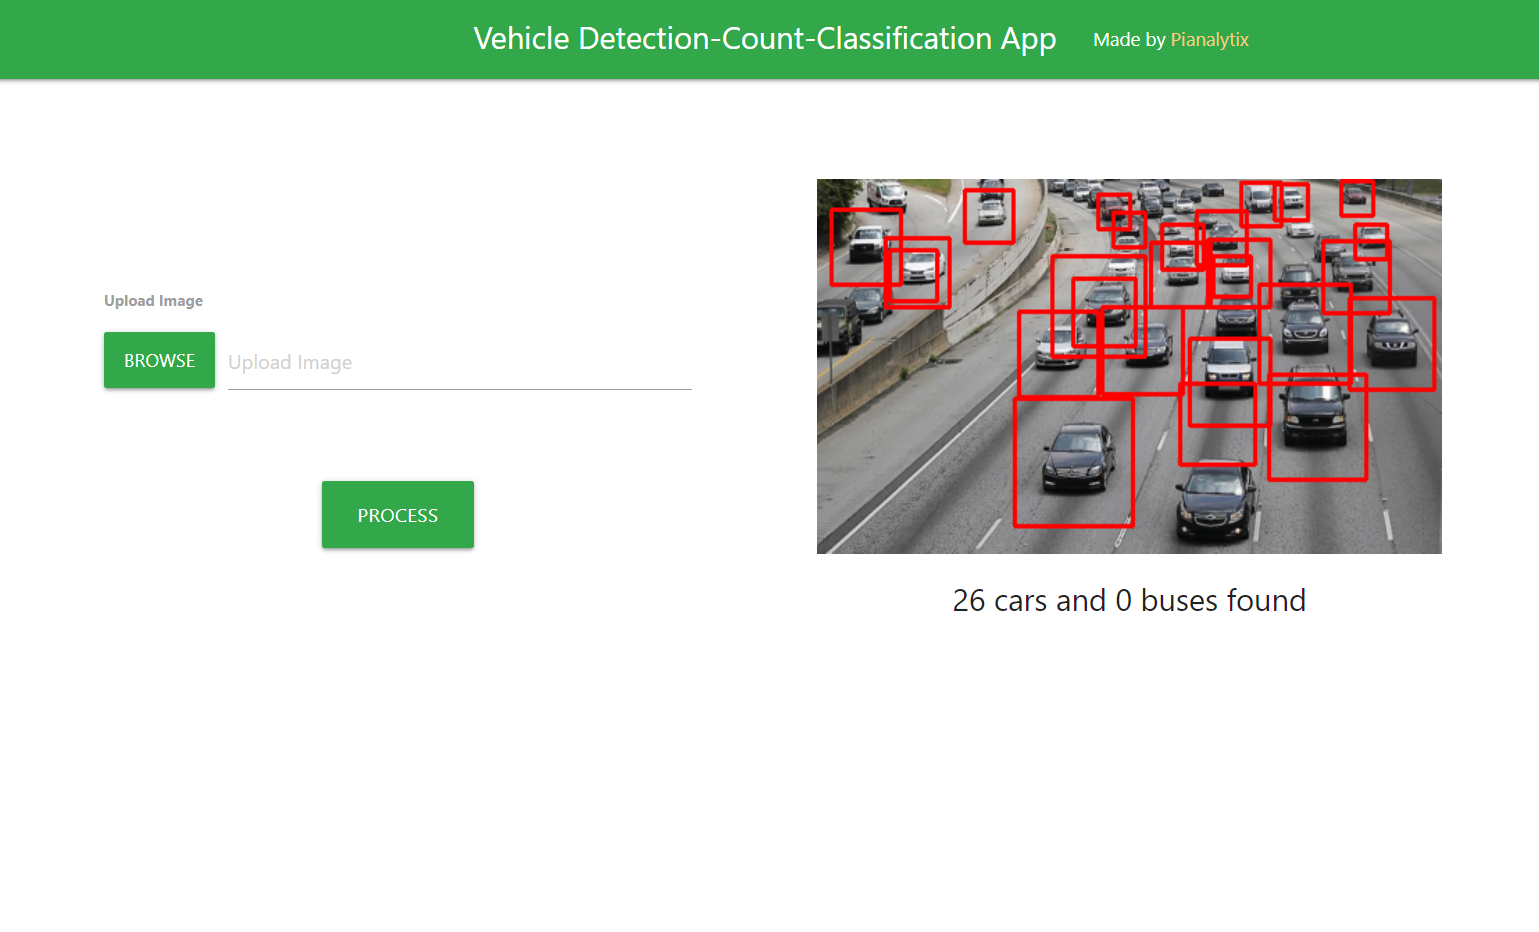 Vehicle Detection-Count-Classification App
Made by Pianalytix
Upload Image
BROWSE
Upload Image
PROCESS
26 cars and 0 buses found